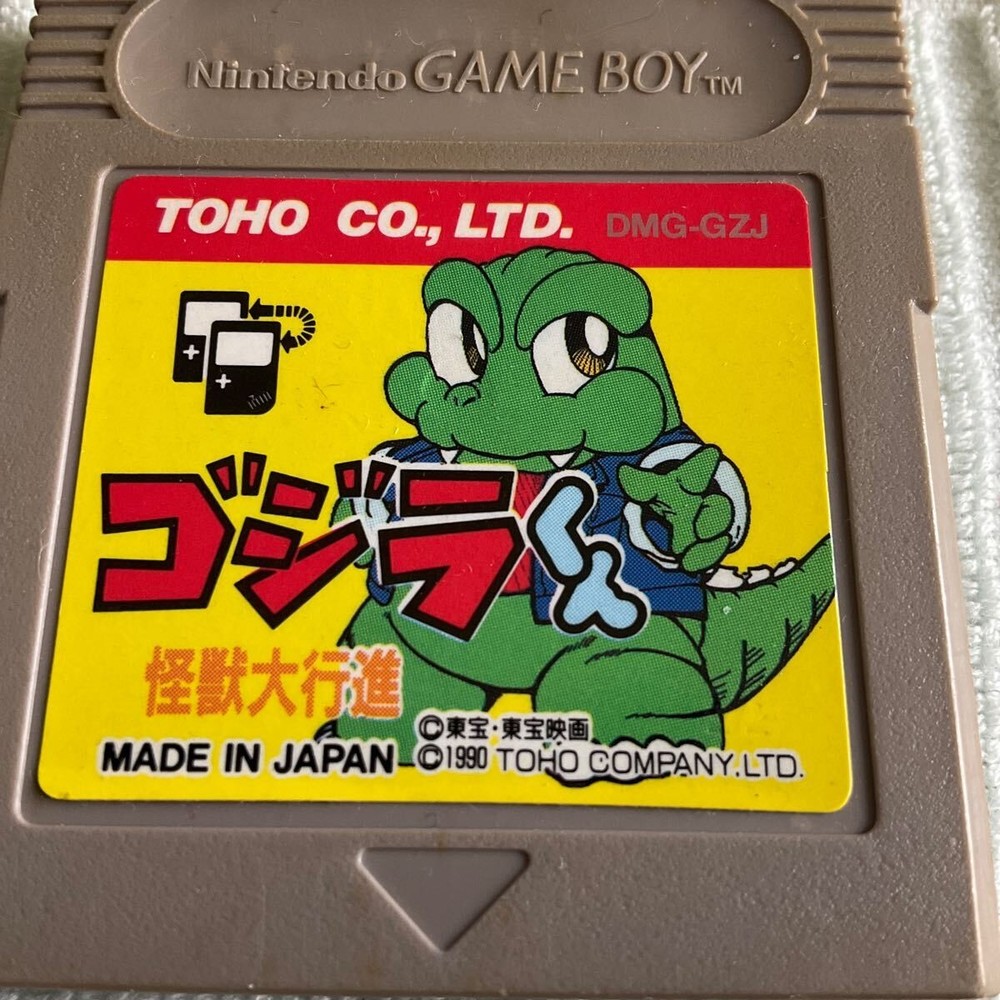 Nintendo GAME BOY TM
TOHO CO., LTD. DMG-GZJ
ゴジラくん
怪獣大行進
©東宝・東宝映画
MADE IN JAPAN ©1990 TOHO COMPANY,LTD.